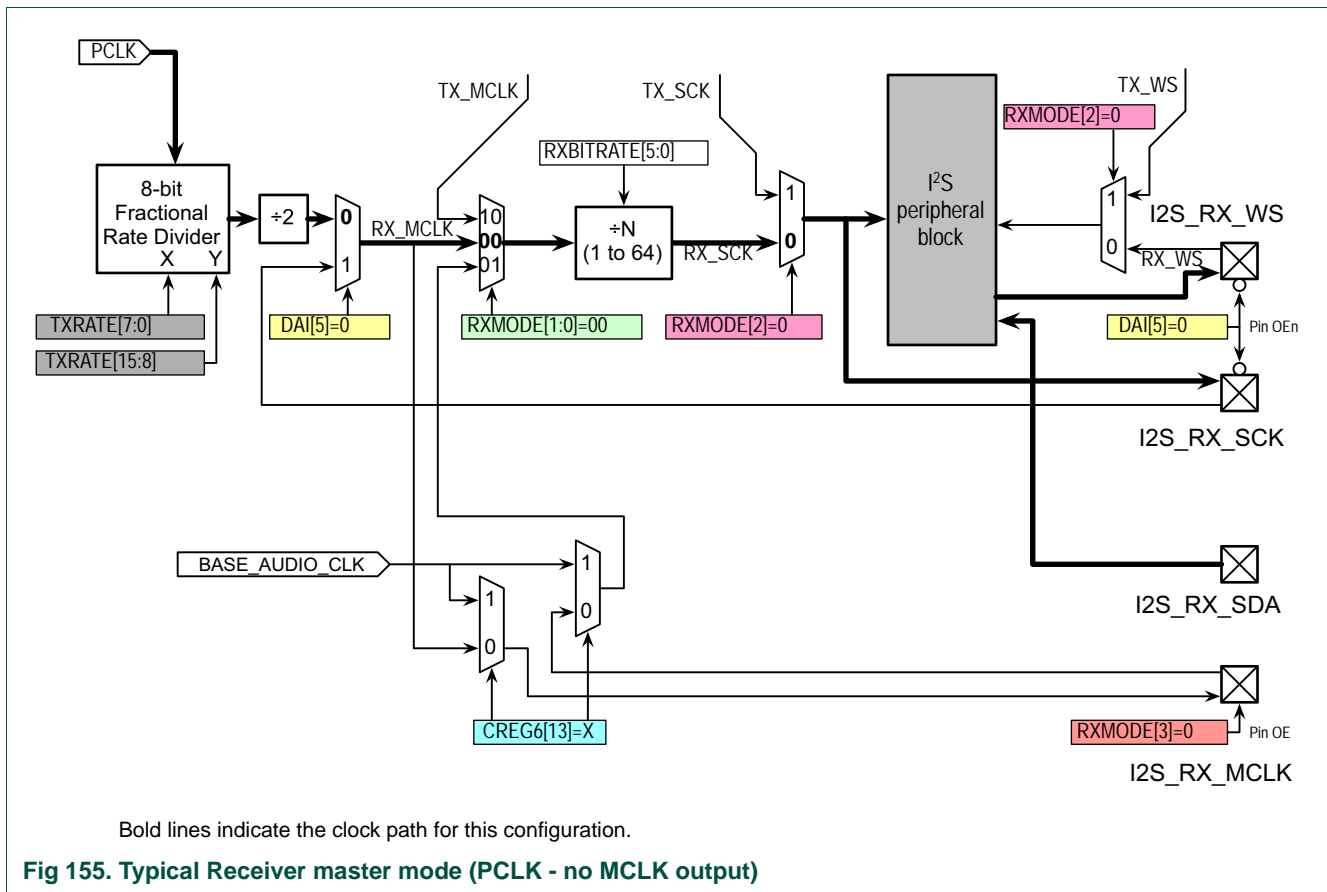 PCLK
TX_MCLK
TX_SCK
TX_WS
RXMODE[2]=0
RXBITRATE[5:0]
8-bit
Fractional
Rate Divider
X Y
÷2
0
1
RX_MCLK
10
00
01
÷N
(1 to 64)
RX_SCK
1
0
I2S
peripheral
block
1
0
I2S_RX_WS
RX_WS
TXRATE[7:0]
TXRATE[15:8]
DAI[5]=0
RXMODE[1:0]=00
RXMODE[2]=0
DAI[5]=0
Pin OEn
I2S_RX_SCK
BASE_AUDIO_CLK
1
0
1
0
I2S_RX_SDA
CREG6[13]=X
RXMODE[3]=0
Pin OE
I2S_RX_MCLK
Bold lines indicate the clock path for this configuration.
Fig 155. Typical Receiver master mode (PCLK - no MCLK output)